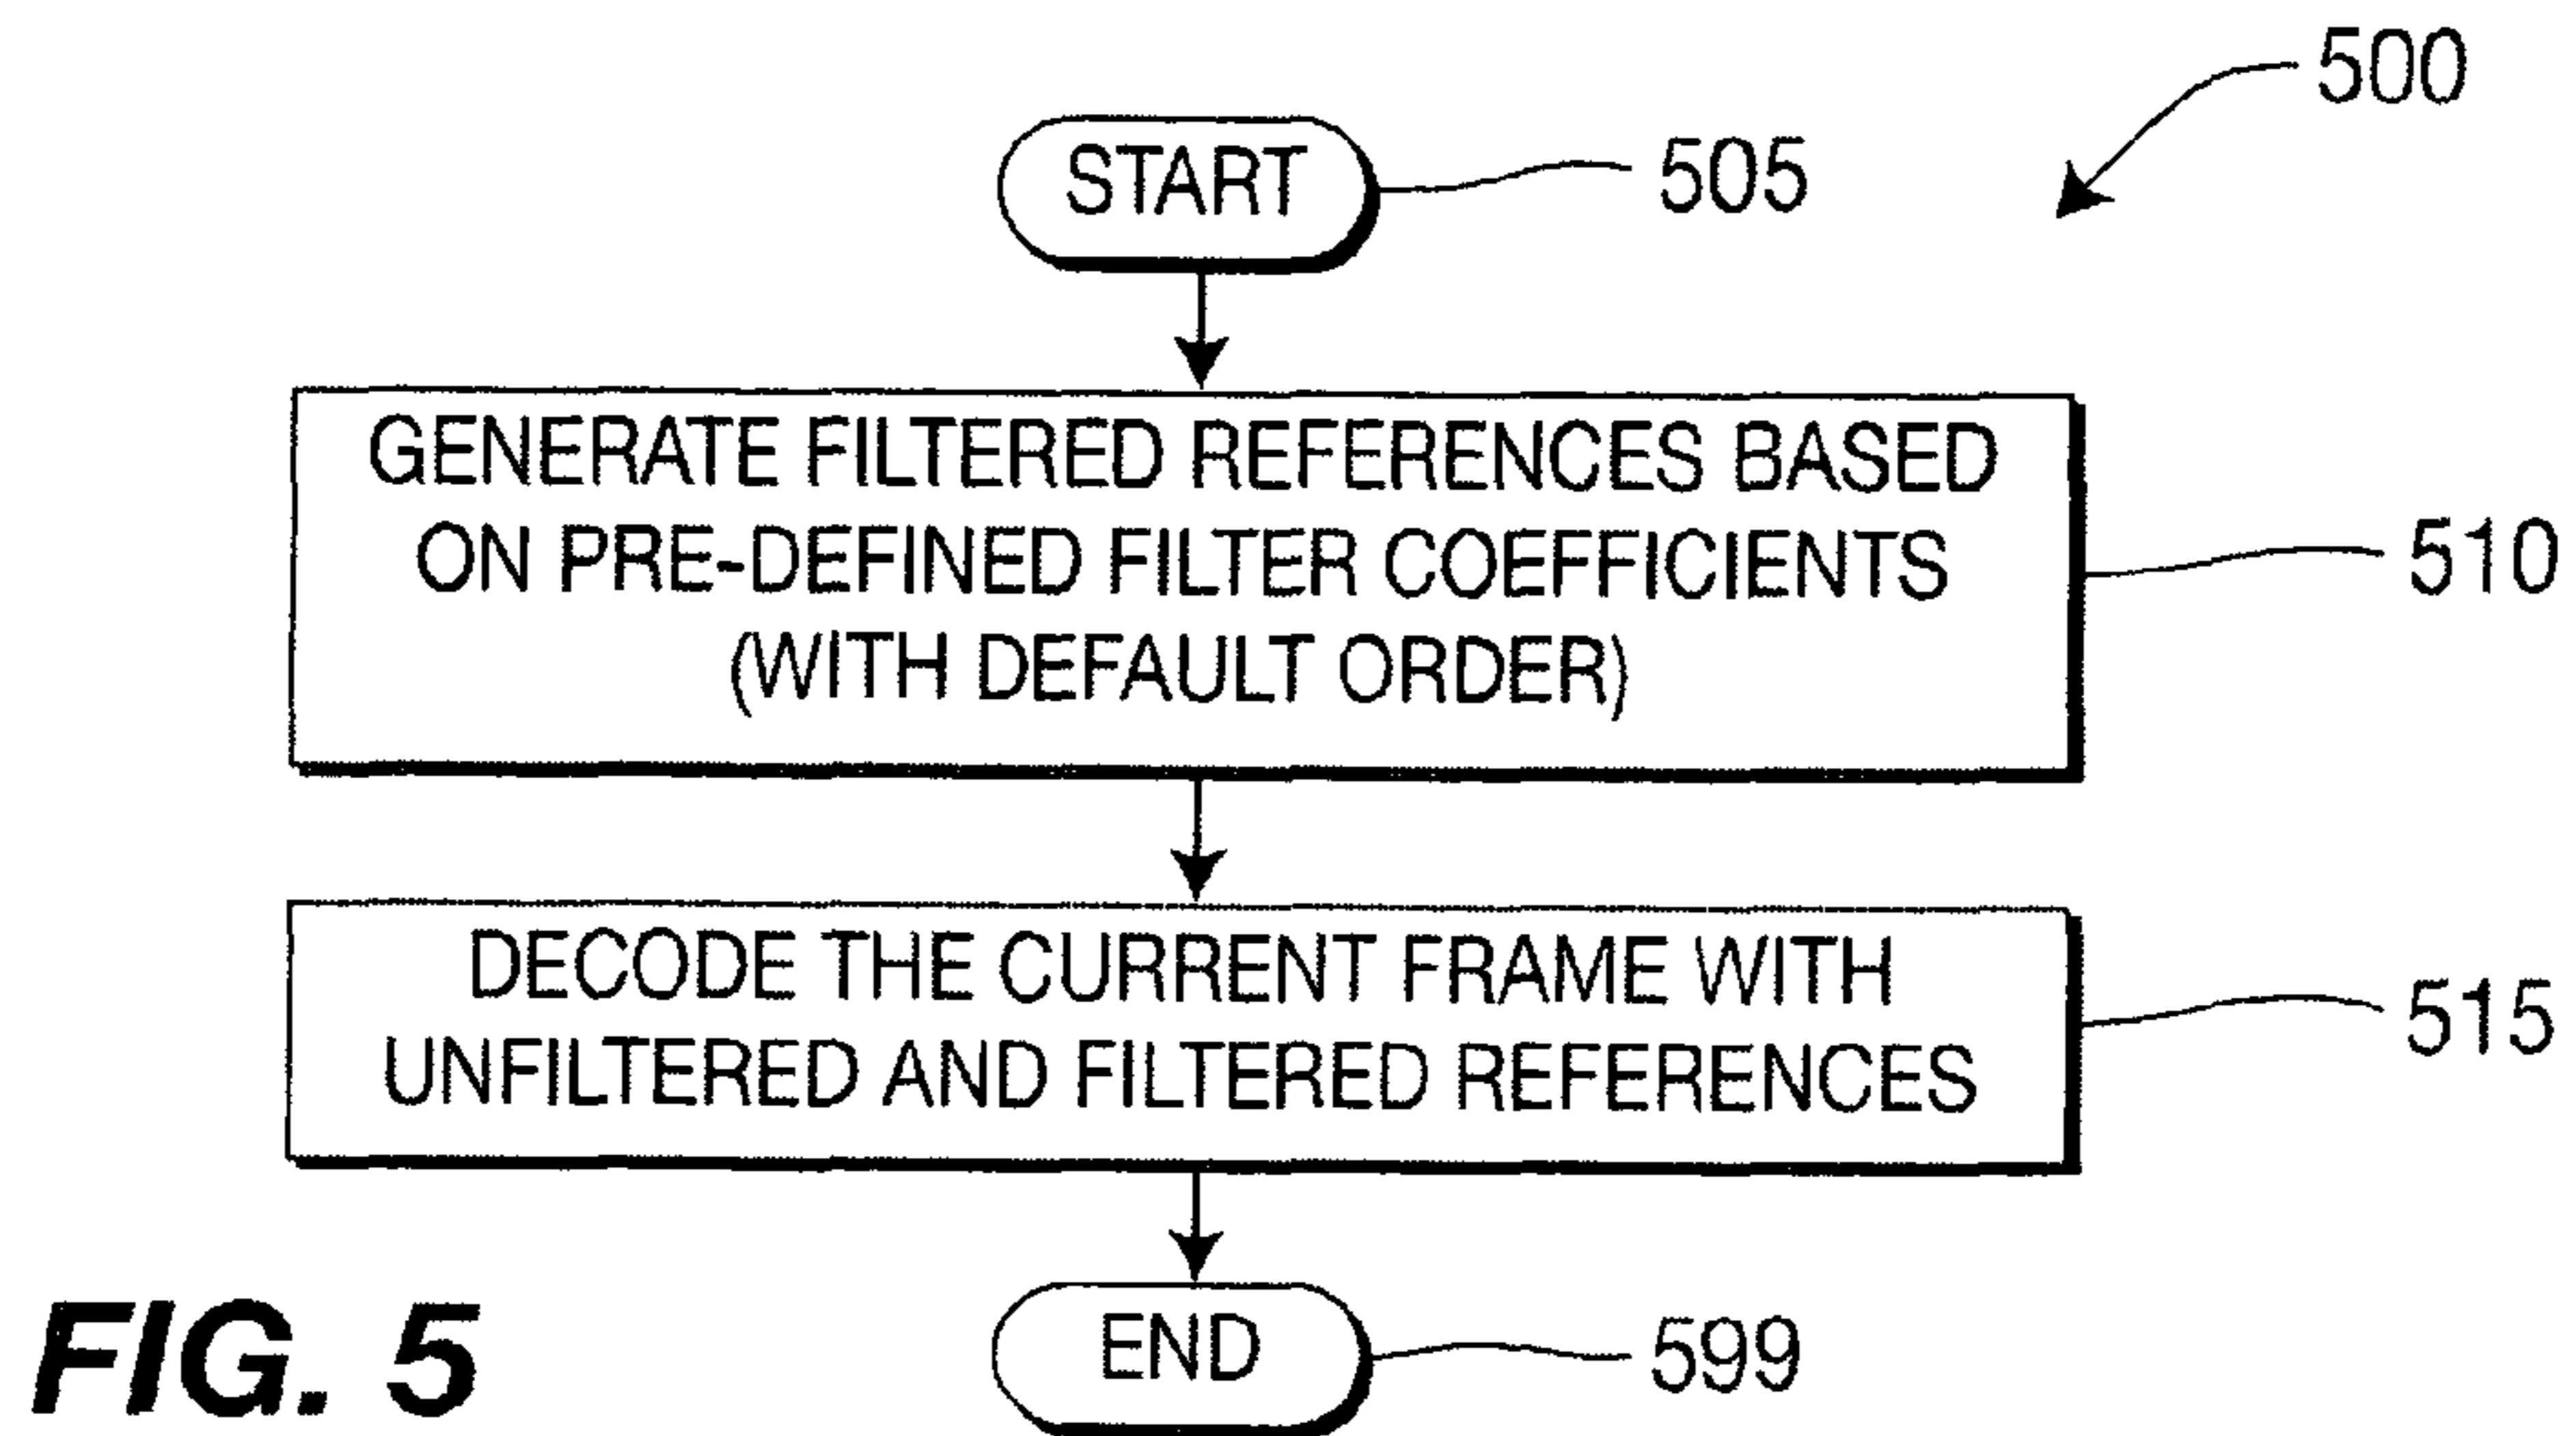 500
START
505
GENERATE FILTERED REFERENCES BASED
ON PRE-DEFINED FILTER COEFFICIENTS
(WITH DEFAULT ORDER)
510
DECODE THE CURRENT FRAME WITH
UNFILTERED AND FILTERED REFERENCES
515
END
599
FIG. 5